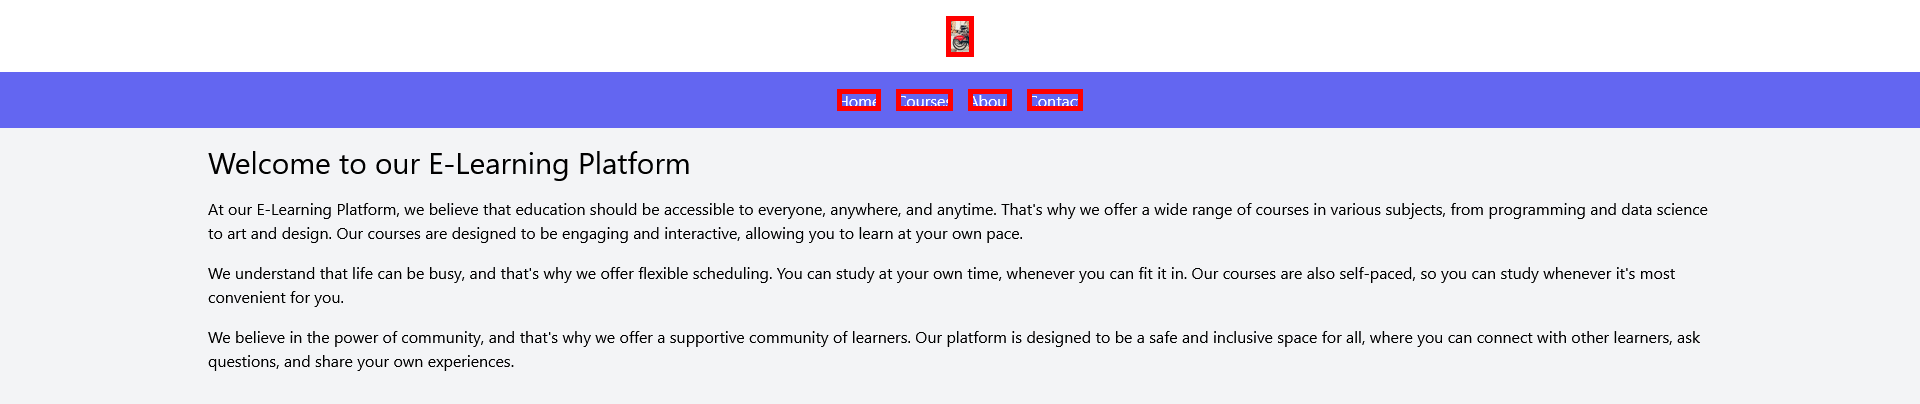 Home Courses About Contact
Welcome to our E-Learning Platform
At our E-Learning Platform, we believe that education should be accessible to everyone, anywhere, and anytime. That's why we offer a wide range of courses in various subjects, from programming and data science
to art and design. Our courses are designed to be engaging and interactive, allowing you to learn at your own pace.
We understand that life can be busy, and that's why we offer flexible scheduling. You can study at your own time, whenever you can fit it in. Our courses are also self-paced, so you can study whenever it's most
convenient for you.
We believe in the power of community, and that's why we offer a supportive community of learners. Our platform is designed to be a safe and inclusive space for all, where you can connect with other learners, ask
questions, and share your own experiences.